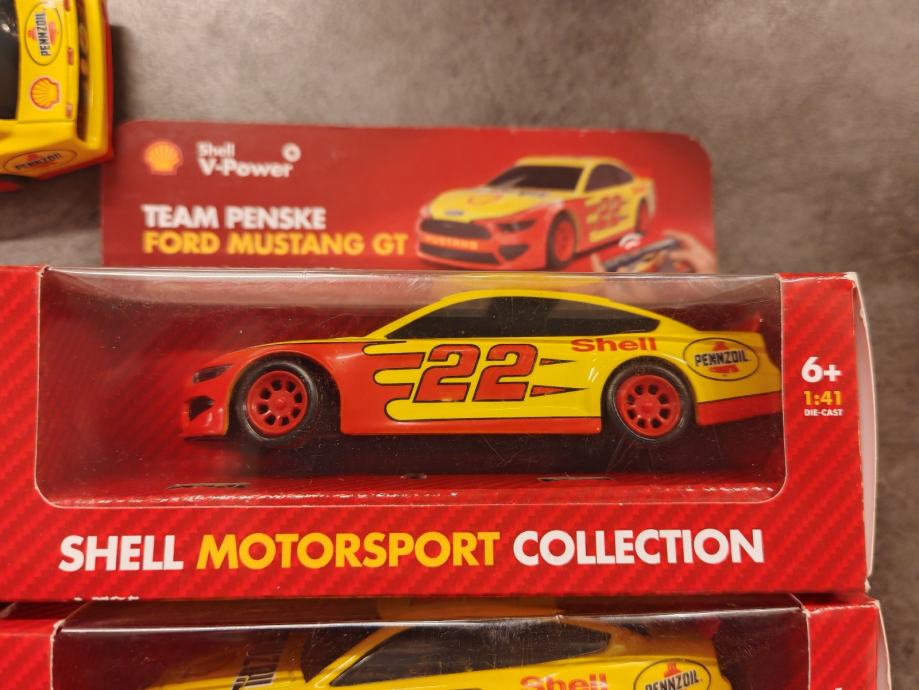 PENNZOIL
PENNZOIL
Shell
V-Power
TEAM PENSKE
FORD MUSTANG GT
22
MUSTANG
22
Shell
PENNZOIL
6+
1:41
DIE-CAST
SHELL MOTORSPORT COLLECTION
Shell
PENNZOIL